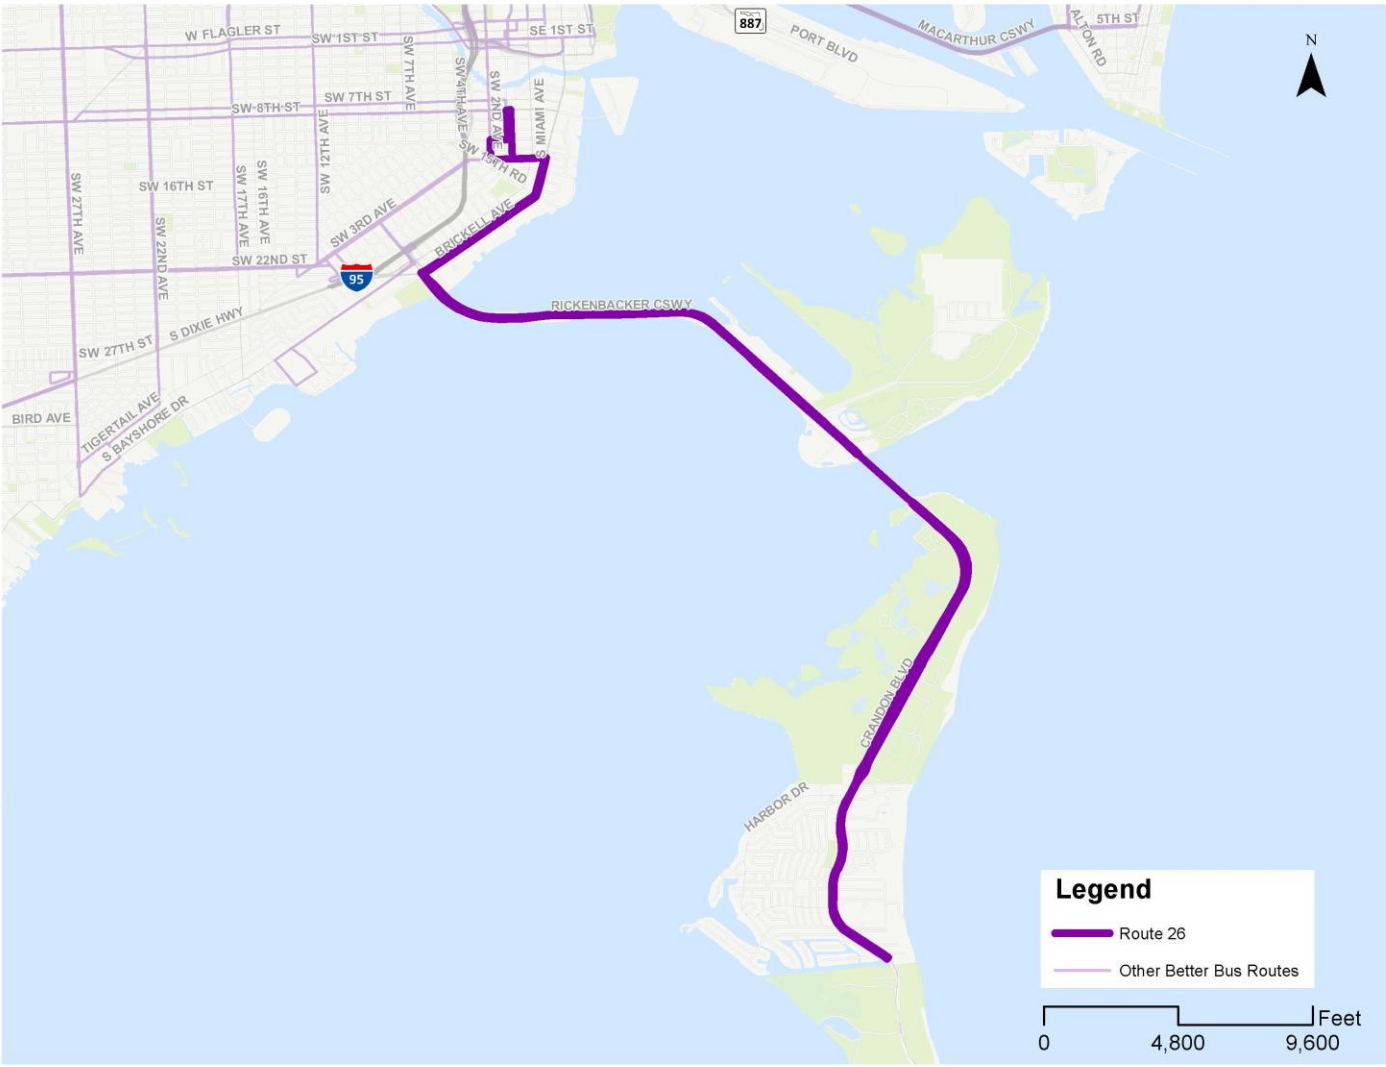 887
PORT BLVD
MACARTHUR CSWY
ALTON RD
5TH ST
N
W FLAGLER ST
SW 1ST ST
SE 1ST ST
SW 7TH AVE
SW 4TH AVE
SW 2ND AVE
S MIAMI AVE
SW 7TH ST
SW 8TH ST
SW 12TH AVE
SW 15TH RD
SW 27TH AVE
SW 16TH ST
SW 17TH AVE
SW 16TH AVE
SW 22ND AVE
SW 3RD AVE
BRICKELL AVE
SW 22ND ST
95
RICKENBACKER CSWY
S DIXIE HWY
SW 27TH ST
BIRD AVE
TIGERTAIL AVE
S BAYSHORE DR
CRANDON BLVD
HARBOR DR
Legend
Route 26
Other Better Bus Routes
Feet
0 4,800 9,600